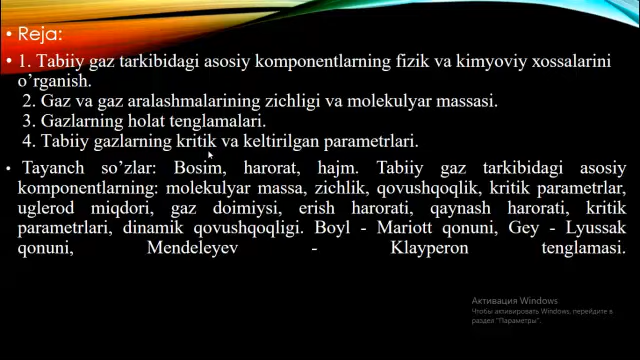 Reja:
1. Tabiiy gaz tarkibidagi asosiy komponentlarning fizik va kimyoviy xossalarini
o’rganish.
2. Gaz va gaz aralashmalarining zichligi va molekulyar massasi.
3. Gazlarning holat tenglamalari.
4. Tabiiy gazlarning kritik va keltirilgan parametrlari.
Tayanch so’zlar: Bosim, harorat, hajm. Tabiiy gaz tarkibidagi asosiy
komponentlarning: molekulyar massa, zichlik, qovushqoqlik, kritik parametrlar,
uglerod miqdori, gaz doimiysi, erish harorati, qaynash harorati, kritik
parametrlari, dinamik qovushqoqligi. Boyl - Mariott qonuni, Gey - Lyussak
qonuni, Mendeleyev - Klayperon tenglamasi.
Активация Windows
Чтобы активировать Windows, перейдите в
раздел "Параметры".